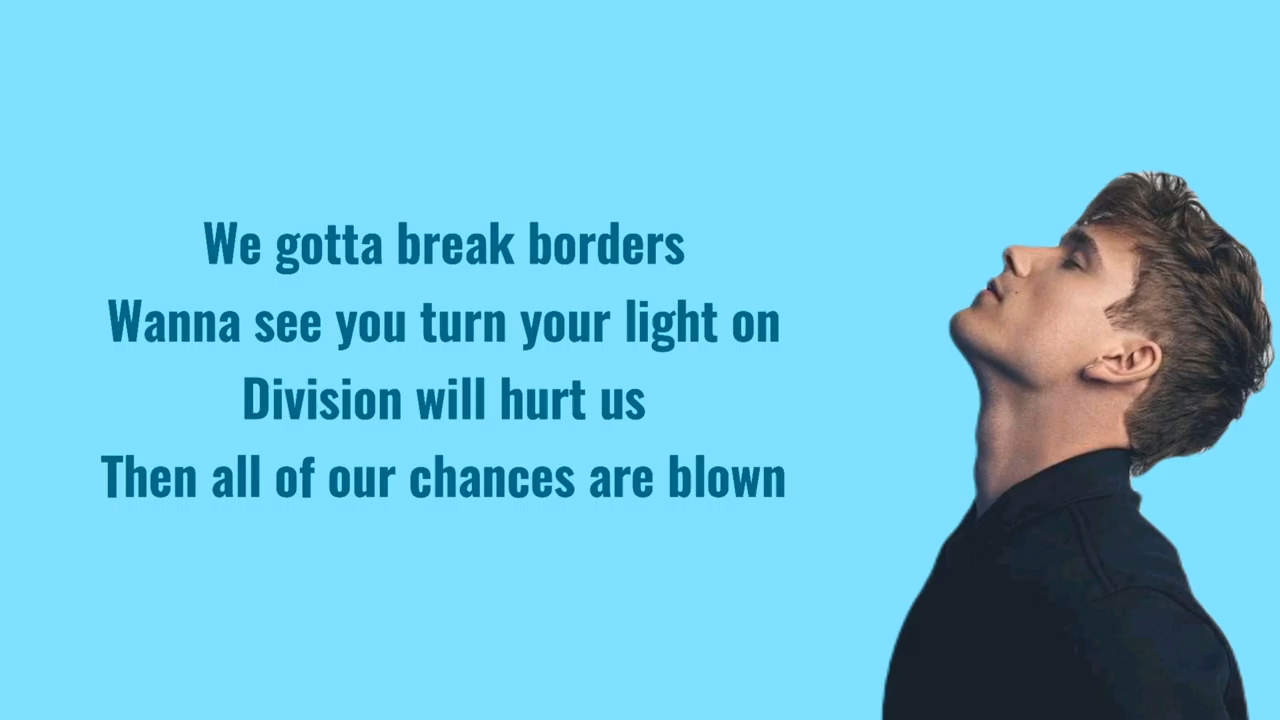 We gotta break borders
Wanna see you turn your light on
Division will hurt us
Then all of our chances are blown